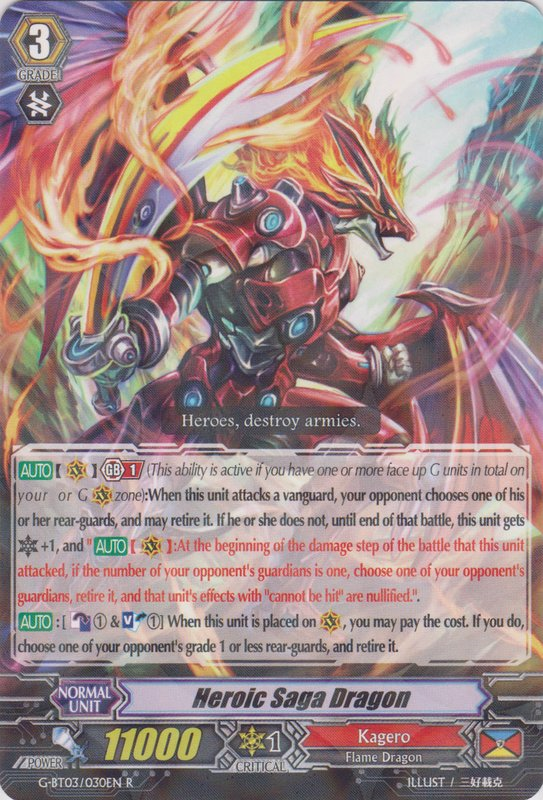 3
GRADE
Heroes, destroy armies.
AUTO【 】GB 1 (This ability is active if you have one or more face up G units in total on
your or G zone):When this unit attacks a vanguard, your opponent chooses one of his
or her rear-guards, and may retire it. If he or she does not, until end of that battle, this unit gets
+1, and "AUTO【 】:At the beginning of the damage step of the battle that this unit
attacked, if the number of your opponent's guardians is one, choose one of your opponent's
guardians, retire it, and that unit's effects with "cannot be hit" are nullified.".
AUTO:[ ① & V ①] When this unit is placed on , you may pay the cost. If you do,
choose one of your opponent's grade 1 or less rear-guards, and retire it.
NORMAL
UNIT
Heroic Saga Dragon
POWER
11000
1
CRITICAL
Kagero
Flame Dragon
G-BT03/030EN R
ILLUST / 三好載克